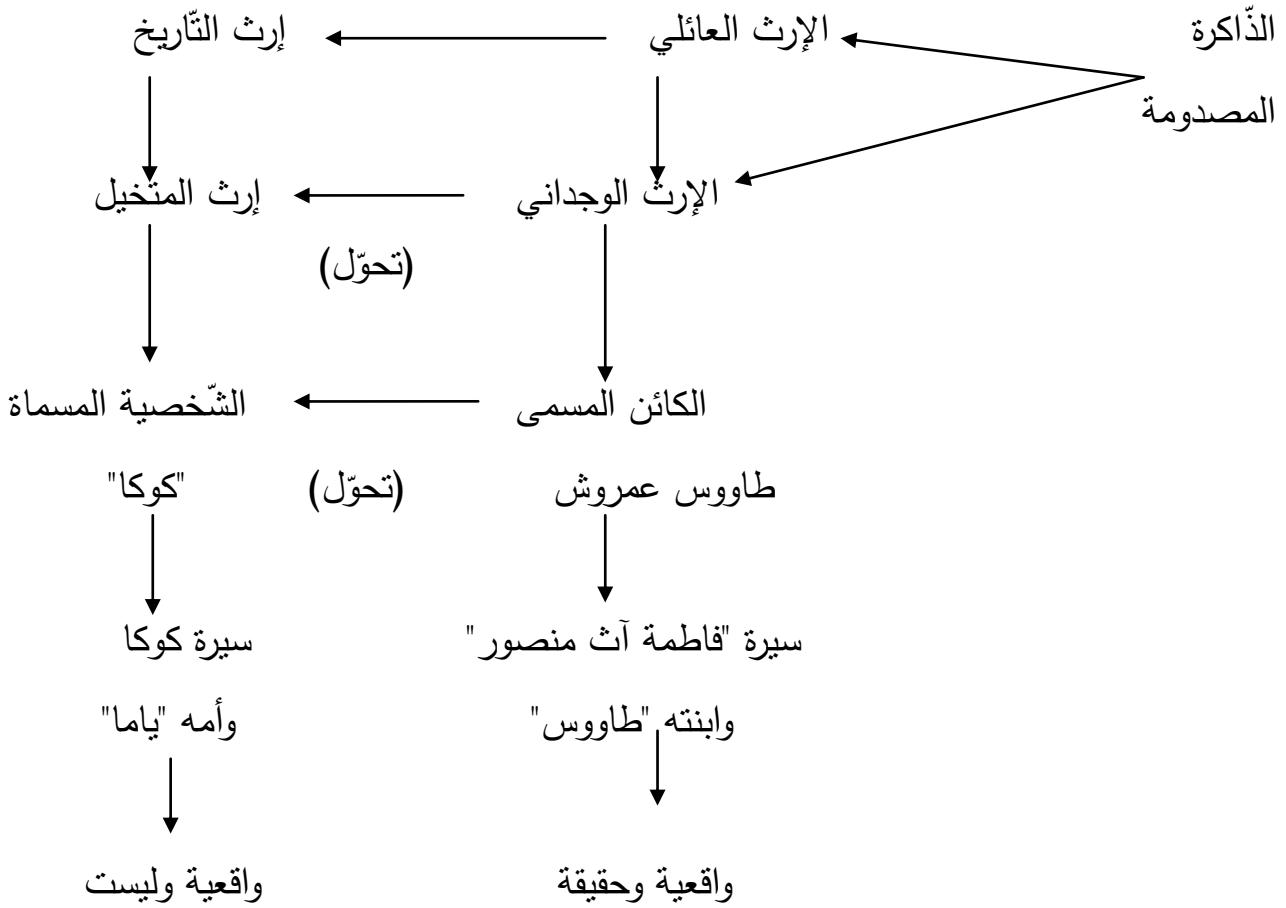 الذّاكرة الإرث العائلي إرث التّاريخ
المصدومة
الإرث الوجداني إرث المتخيل
(تحوّل)
الكائن المسمى الشّخصية المسماة
طاووس عمروش (تحوّل) "كوكا"
سيرة "فاطمة آث منصور" سيرة كوكا
وابنته "طاووس" وأمه "ياما"
واقعية وحقيقة واقعية وليست